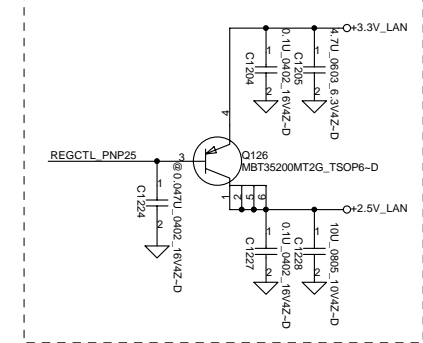 +3.3V_LAN
0.1U_0402_16V4Z~D
C1204
1
2
4.7U_0603_6.3V4Z~D
C1205
1
2
4
REGCTL_PNP25
3
Q126
MBT35200MT2G_TSOP6~D
@0.047U_0402_16V4Z~D
C1224
1
2
1
2
5
6
+2.5V_LAN
0.1U_0402_16V4Z~D
C1227
1
2
10U_0805_10V4Z~D
C1228
1
2